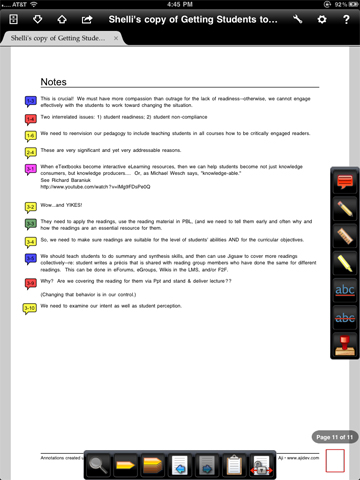 AT&T 4:45 PM 92%
Shelli's copy of Getting Students to...
Shelli's copy of Getting Stude... ×
Notes
1-3 This is crucial! We must have more compassion than outrage for the lack of readiness--otherwise, we cannot engage
effectively with the students to work toward changing the situation.
1-4 Two interrelated issues: 1) student readiness; 2) student non-compliance
1-6 We need to reenvision our pedagogy to include teaching students in all courses how to be critically engaged readers.
2-4 These are very significant and yet very addressable reasons.
3-1 When eTextbooks become interactive eLearning resources, then we can help students become not just knowledge
consumers, but knowledge producers.... Or, as Michael Wesch says, "knowledge-able."
See Richard Baraniuk
http://www.youtube.com/watch?v=
3-2 Wow...and YIKES!
3-3 They need to apply the readings, use the reading material in PBL, (and we need to tell them early and often why and
how the readings are an essential resource for them.
3-4 So, we need to make sure readings are suitable for the level of students' abilities AND for the curricular objectives.
We should teach students to do summary and synthesis skills, and then can use Jigsaw to cover more readings
collectively--re: student writes a précis that is shared with reading group members who have done the same for different
readings. This can be done in eForums, eGroups, Wikis in the LMS, and/or F2F.
3-9 Why? Are we covering the reading for them via Ppt and stand & deliver lecture??
(Changing that behavior is in our control.)
3-10 We need to examine our intent as well as student perception.
abc
abc
Page 11 of 11
Annotations created u Aji • www.ajidev.com